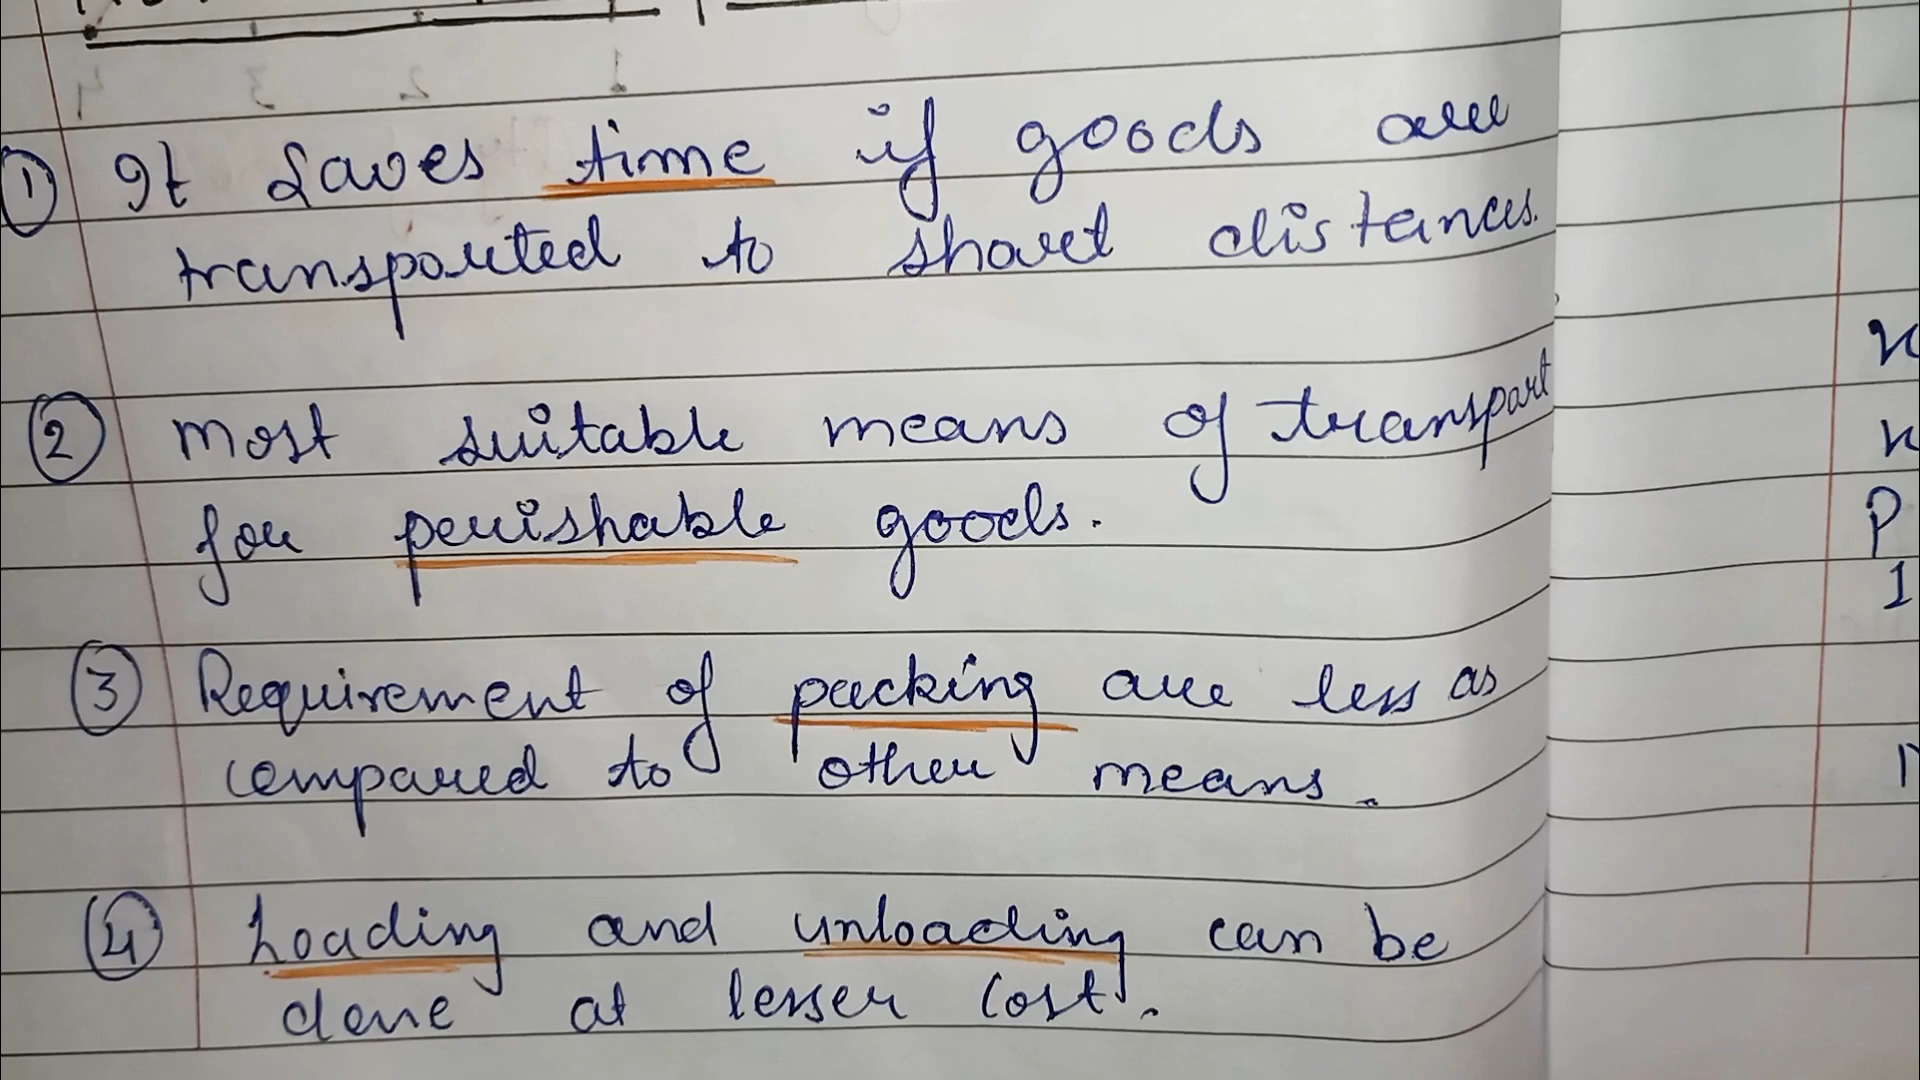 ① It saves time if goods are
transported to short distances.
② Most suitable means of transport
for perishable goods.
③ Requirement of packing are less as
compared to other means.
④ Loading and unloading can be
done at lesser cost.